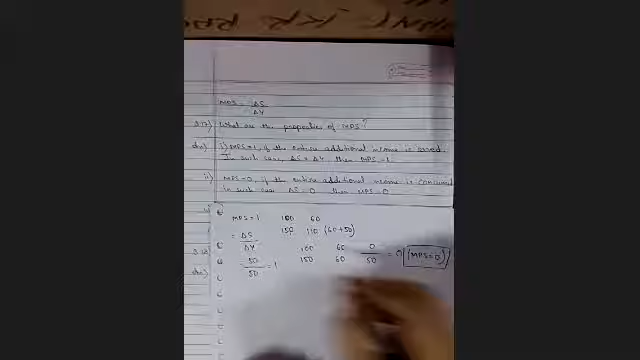 MPS = ΔS
ΔY
What are the properties of MPS?
i) MPS=1, if the entire additional income is saved.
In such case, ΔS = ΔY then MPS = 1.
ii) MPS=0, if the entire additional income is consumed
in such case ΔS = 0 then MPS = 0
MPS = 1 100 60
= ΔS 150 110 (60+50)
ΔY
100 60 0
50 = 1 150 60 50 = 0 (MPS=0)
50